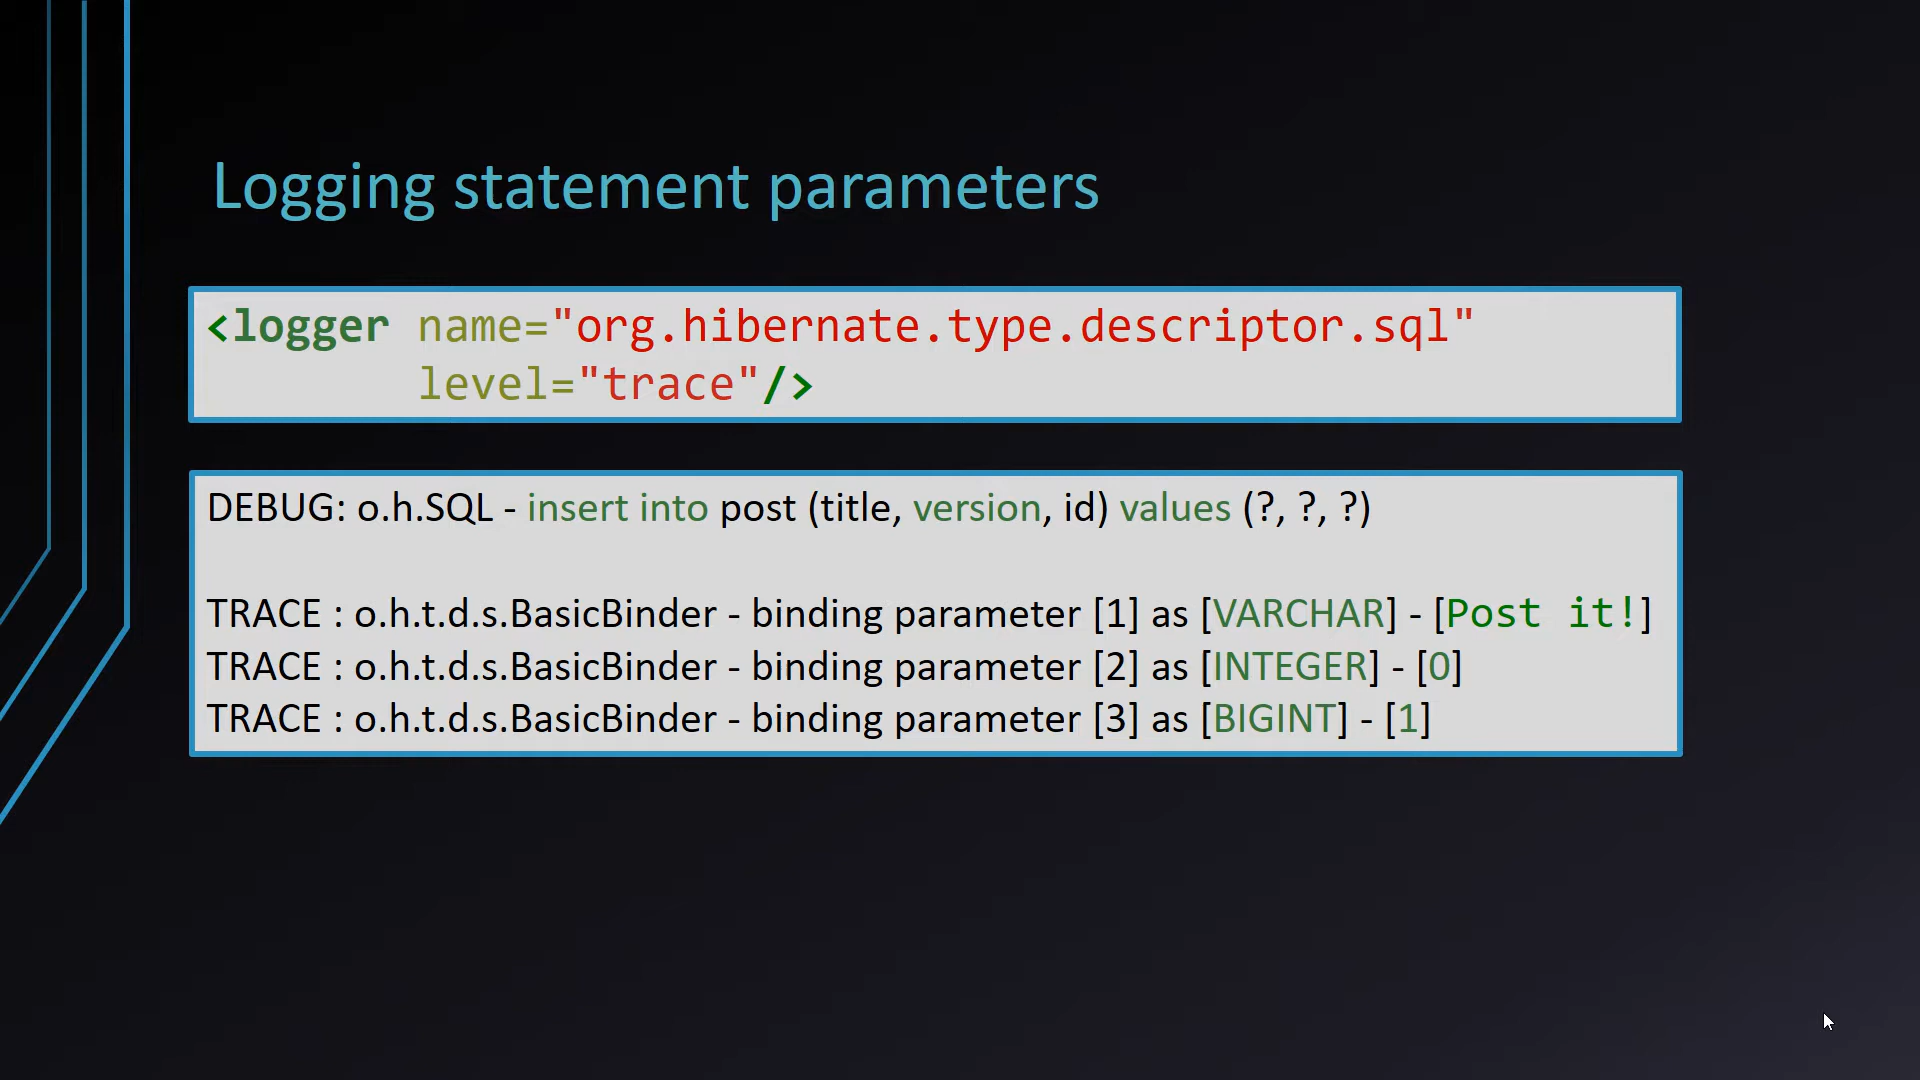 Logging statement parameters
<logger name="org.hibernate.type.descriptor.sql"
level="trace"/>
DEBUG: o.h.SQL - insert into post (title, version, id) values (?, ?, ?)
TRACE : o.h.t.d.s.BasicBinder - binding parameter [1] as [VARCHAR] - [Post it!]
TRACE : o.h.t.d.s.BasicBinder - binding parameter [2] as [INTEGER] - [0]
TRACE : o.h.t.d.s.BasicBinder - binding parameter [3] as [BIGINT] - [1]